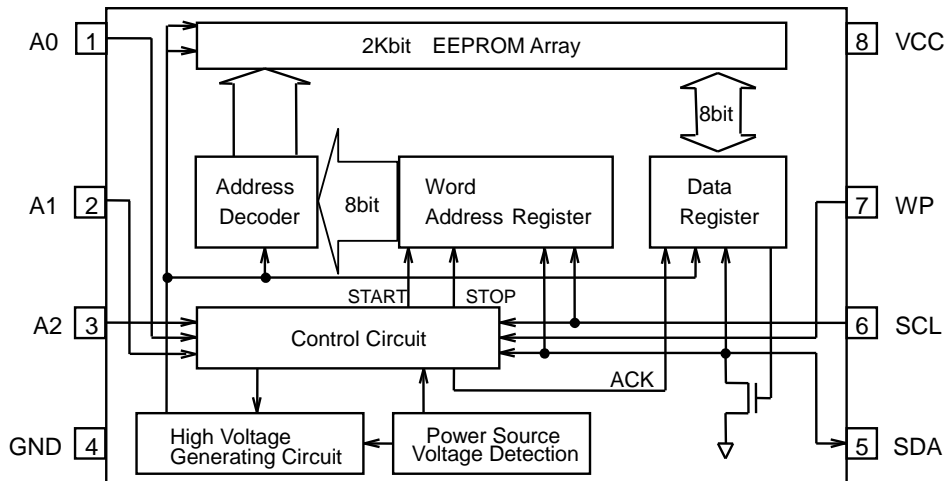 A0
1
2Kbit EEPROM Array
8
VCC
8bit
A1
2
Address
Decoder
8bit
Word
Address Register
Data
Register
7
WP
START
STOP
A2
3
Control Circuit
6
SCL
ACK
GND
4
High Voltage
Generating Circuit
Power Source
Voltage Detection
5
SDA